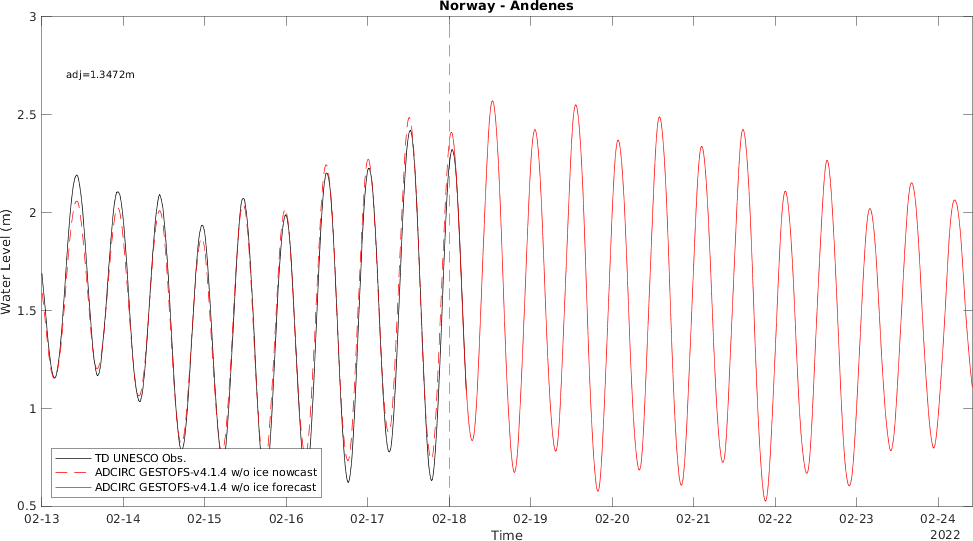 Norway - Andenes
adj=1.3472m
Water Level (m)
3
2.5
2
1.5
1
0.5
TD UNESCO Obs.
ADCIRC GESTOFS-v4.1.4 w/o ice nowcast
ADCIRC GESTOFS-v4.1.4 w/o ice forecast
02-13 02-14 02-15 02-16 02-17 02-18 02-19 02-20 02-21 02-22 02-23 02-24
Time
2022